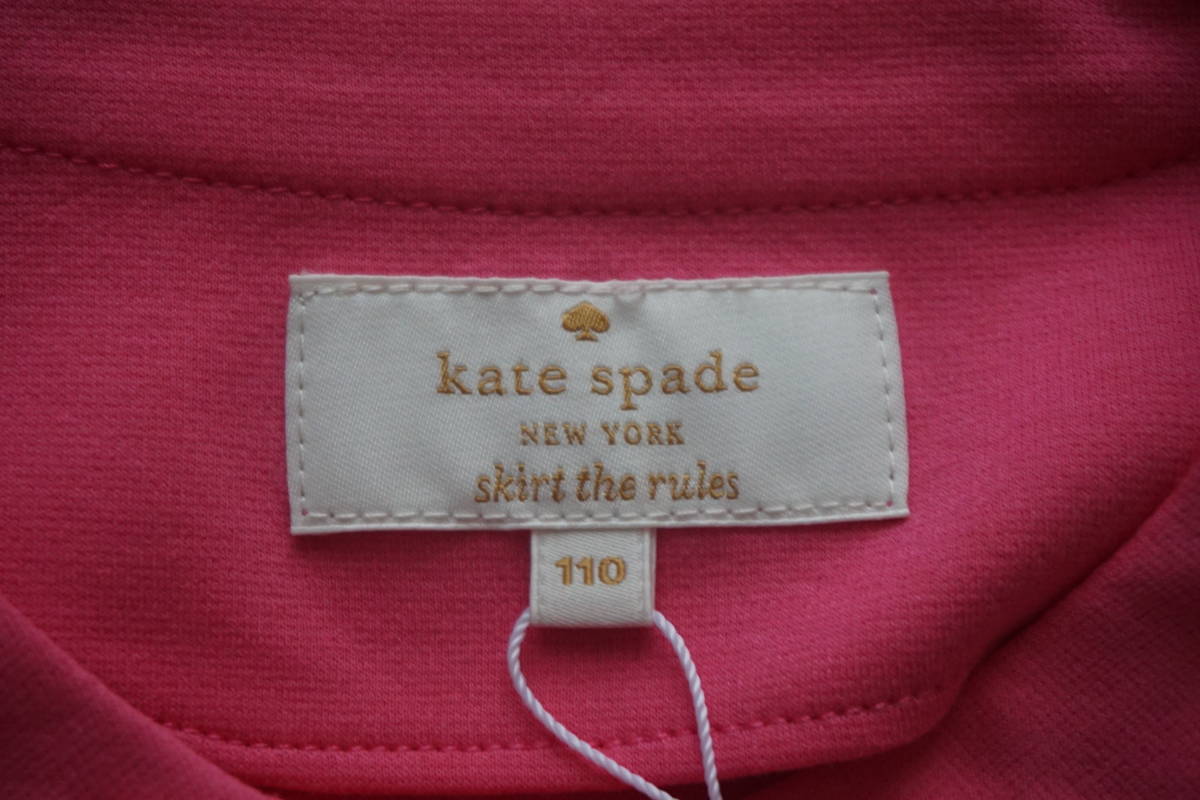 kate spade
NEW YORK
skirt the rules
110